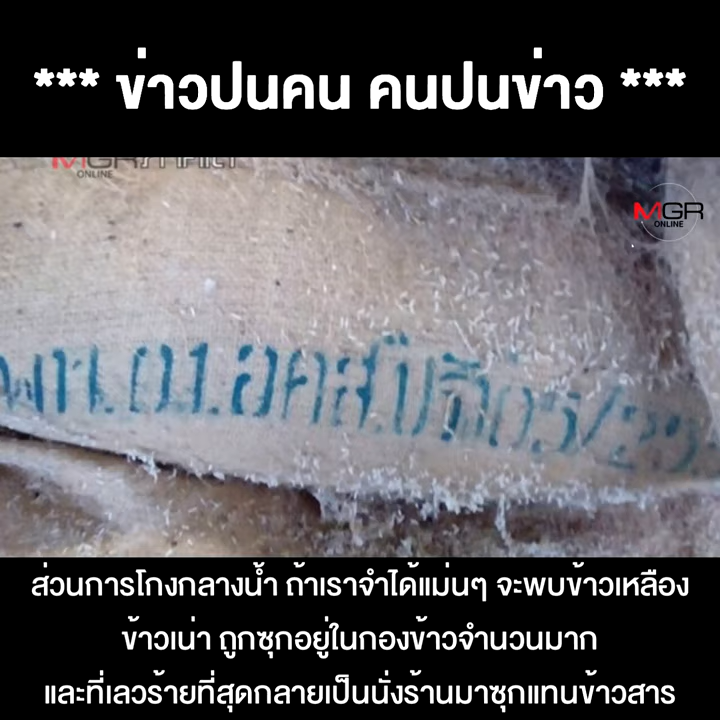 *** ข่าวปนคน คนปนข่าว ***
MGR ONLINE
MGR
ONLINE
ส่วนการโกงกลางน้ำ ถ้าเราจำได้แม่นๆ จะพบข้าวเหลือง
ข้าวเน่า ถูกซุกอยู่ในกองข้าวจำนวนมาก
และที่เลวร้ายที่สุดกลายเป็นนั่งร้านมาซุกแทนข้าวสาร